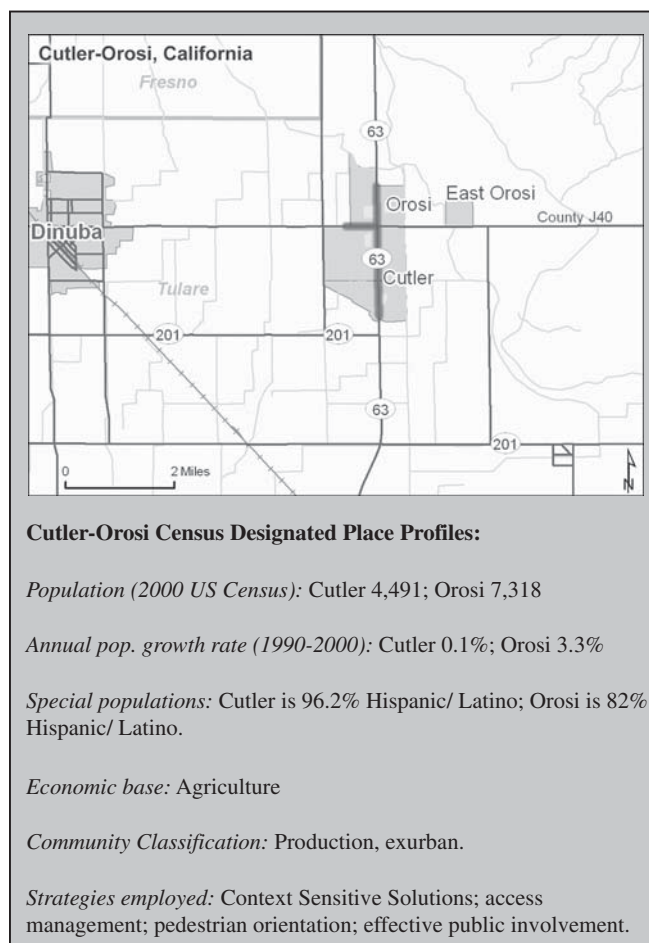 Cutler-Orosi, California
Fresno
63
Orosi
East Orosi
County J40
Dinuba
63
Cutler
Tulare
201
201
63
201
0
2 Miles
N
Cutler-Orosi Census Designated Place Profiles:
Population (2000 US Census): Cutler 4,491; Orosi 7,318
Annual pop. growth rate (1990-2000): Cutler 0.1%; Orosi 3.3%
Special populations: Cutler is 96.2% Hispanic/ Latino; Orosi is 82%
Hispanic/ Latino.
Economic base: Agriculture
Community Classification: Production, exurban.
Strategies employed: Context Sensitive Solutions; access
management; pedestrian orientation; effective public involvement.